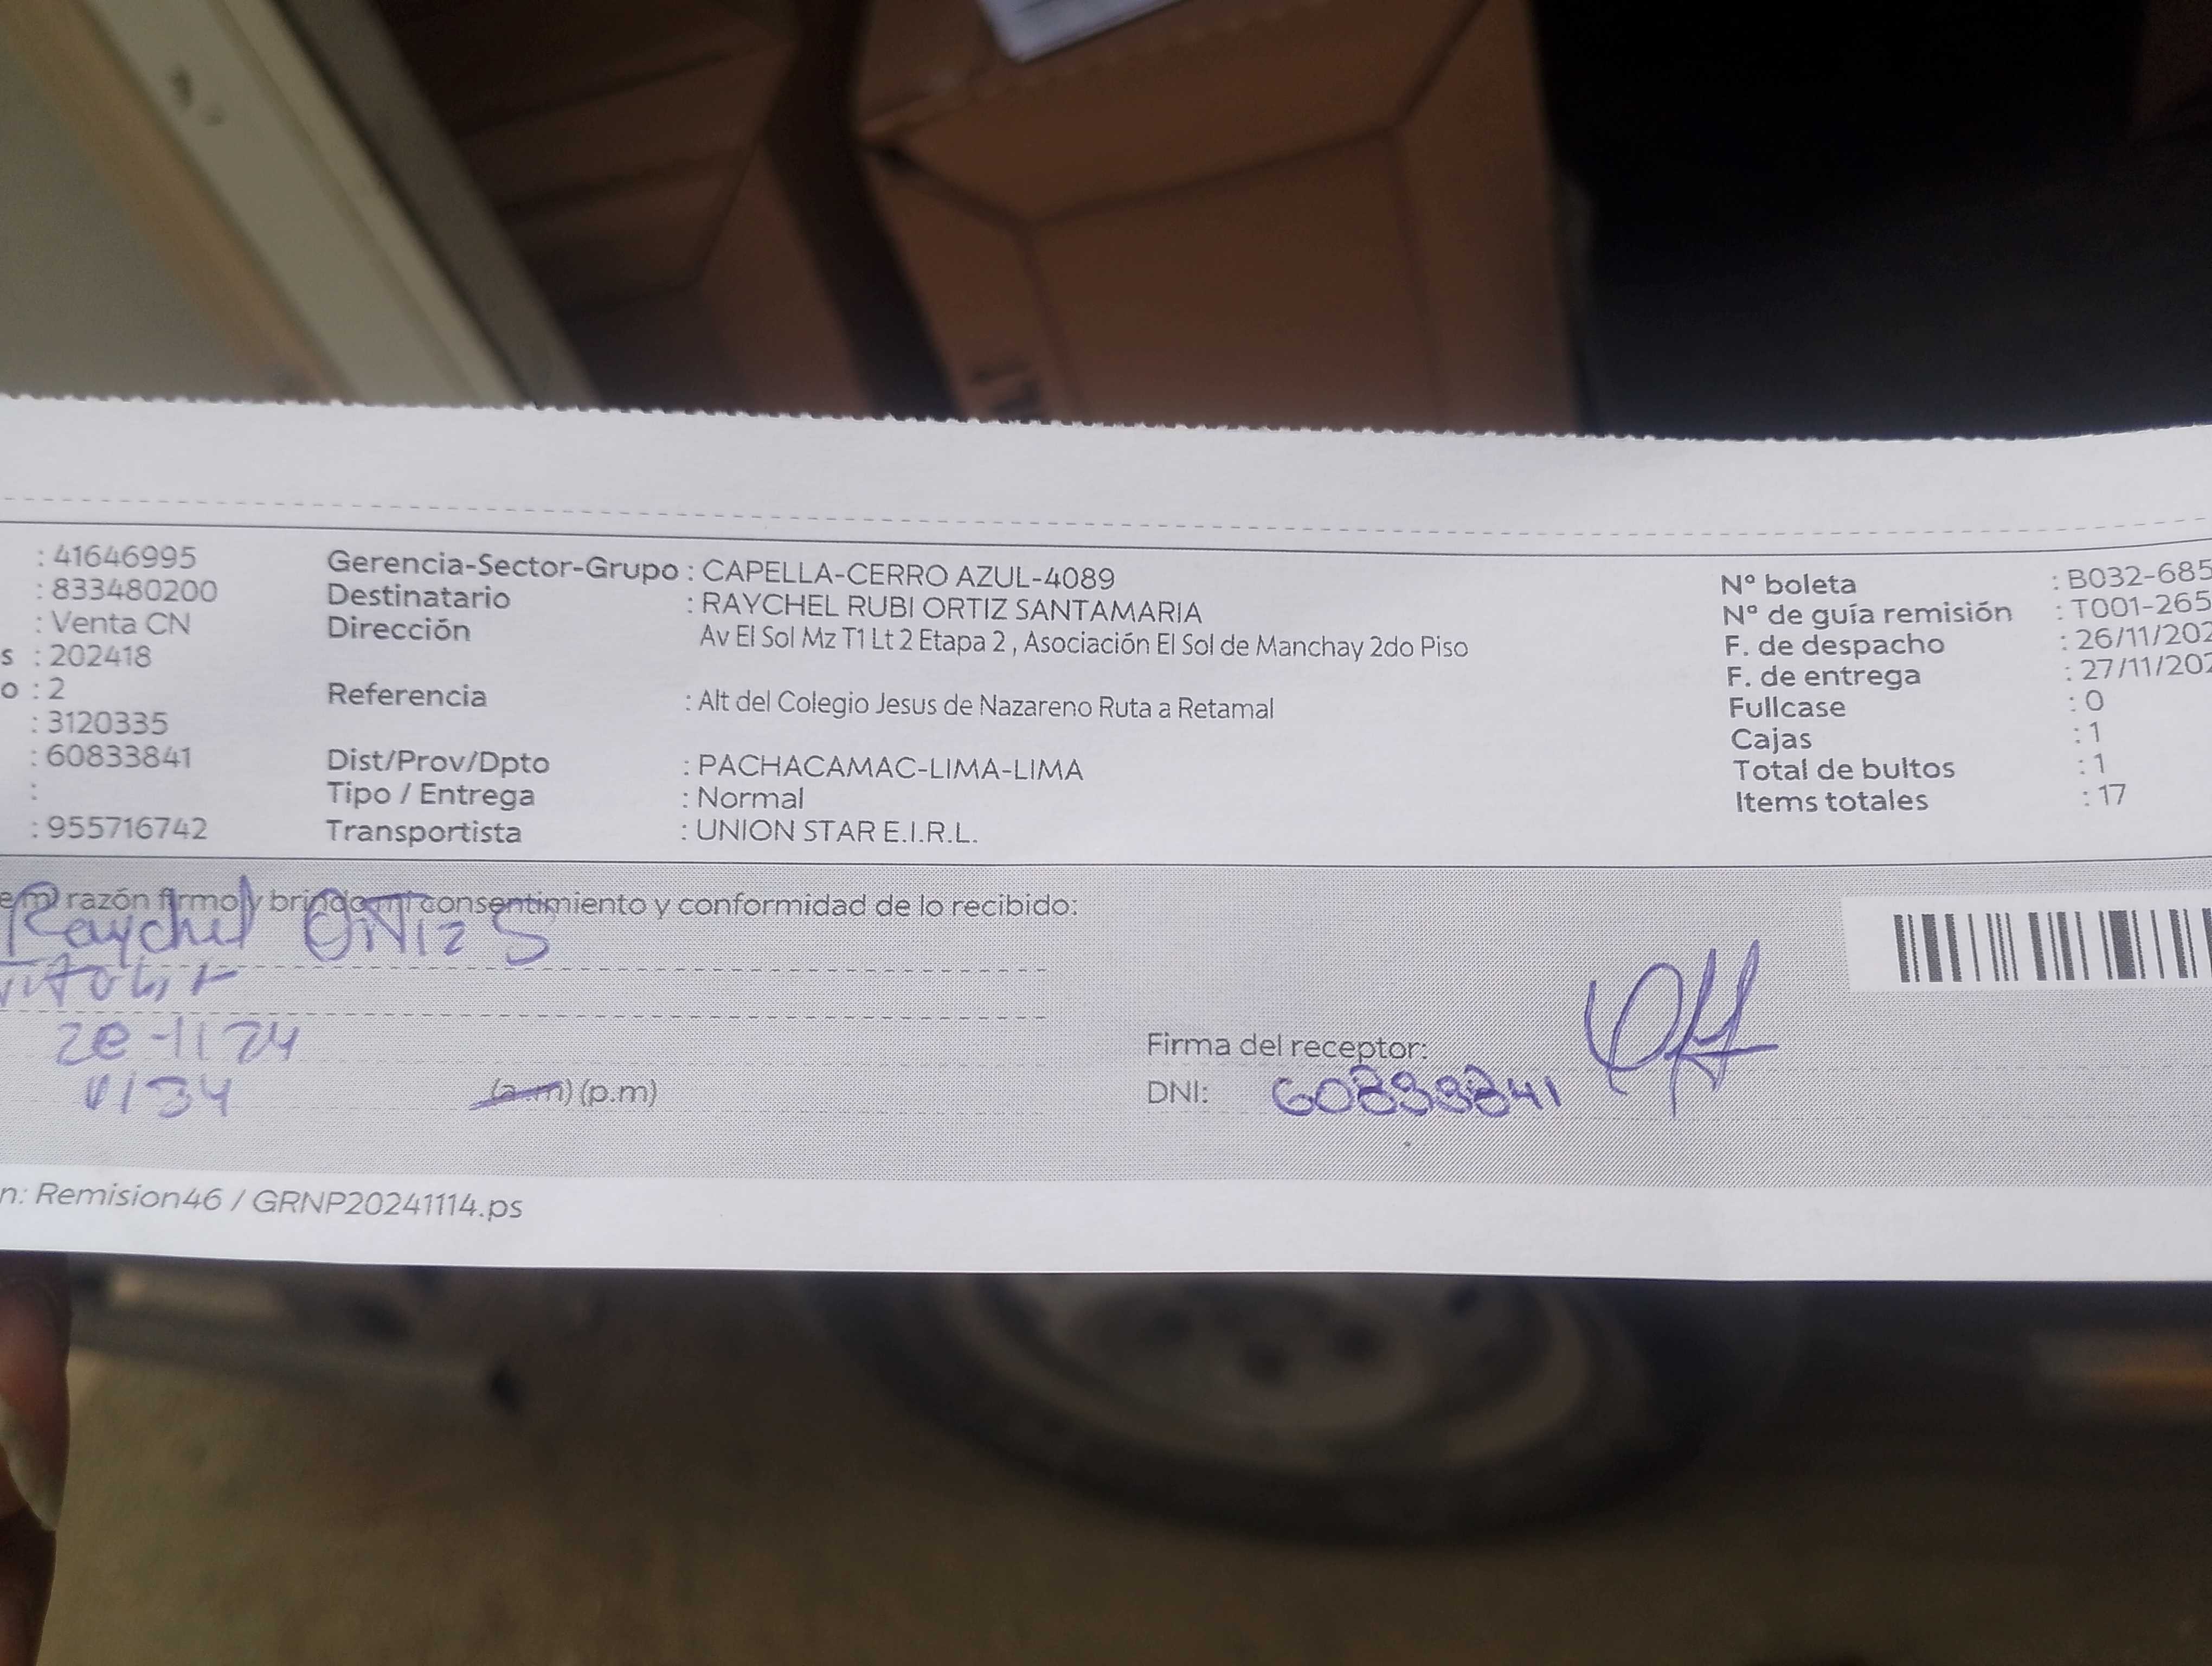 : 41646995 Gerencia-Sector-Grupo : CAPELLA-CERRO AZUL-4089 N° boleta : B032-685
: 833480200 Destinatario : RAYCHEL RUBI ORTIZ SANTAMARIA N° de guía remisión : T001-265
: Venta CN Dirección Av El Sol Mz T1 Lt 2 Etapa 2 , Asociación El Sol de Manchay 2do Piso F. de despacho : 26/11/202
s : 202418 F. de entrega : 27/11/202
o : 2 Referencia : Alt del Colegio Jesus de Nazareno Ruta a Retamal Fullcase : 0
: 3120335 Cajas : 1
: 60833841 Dist/Prov/Dpto : PACHACAMAC-LIMA-LIMA Total de bultos : 1
: Tipo / Entrega : Normal Items totales : 17
: 955716742 Transportista : UNION STAR E.I.R.L.
razón firmo y brindo mi consentimiento y conformidad de lo recibido:
Raychel Ortiz S
Firma del receptor:
(a.m) (p.m) DNI: 60833841
n: Remision46 / GRNP20241114.ps